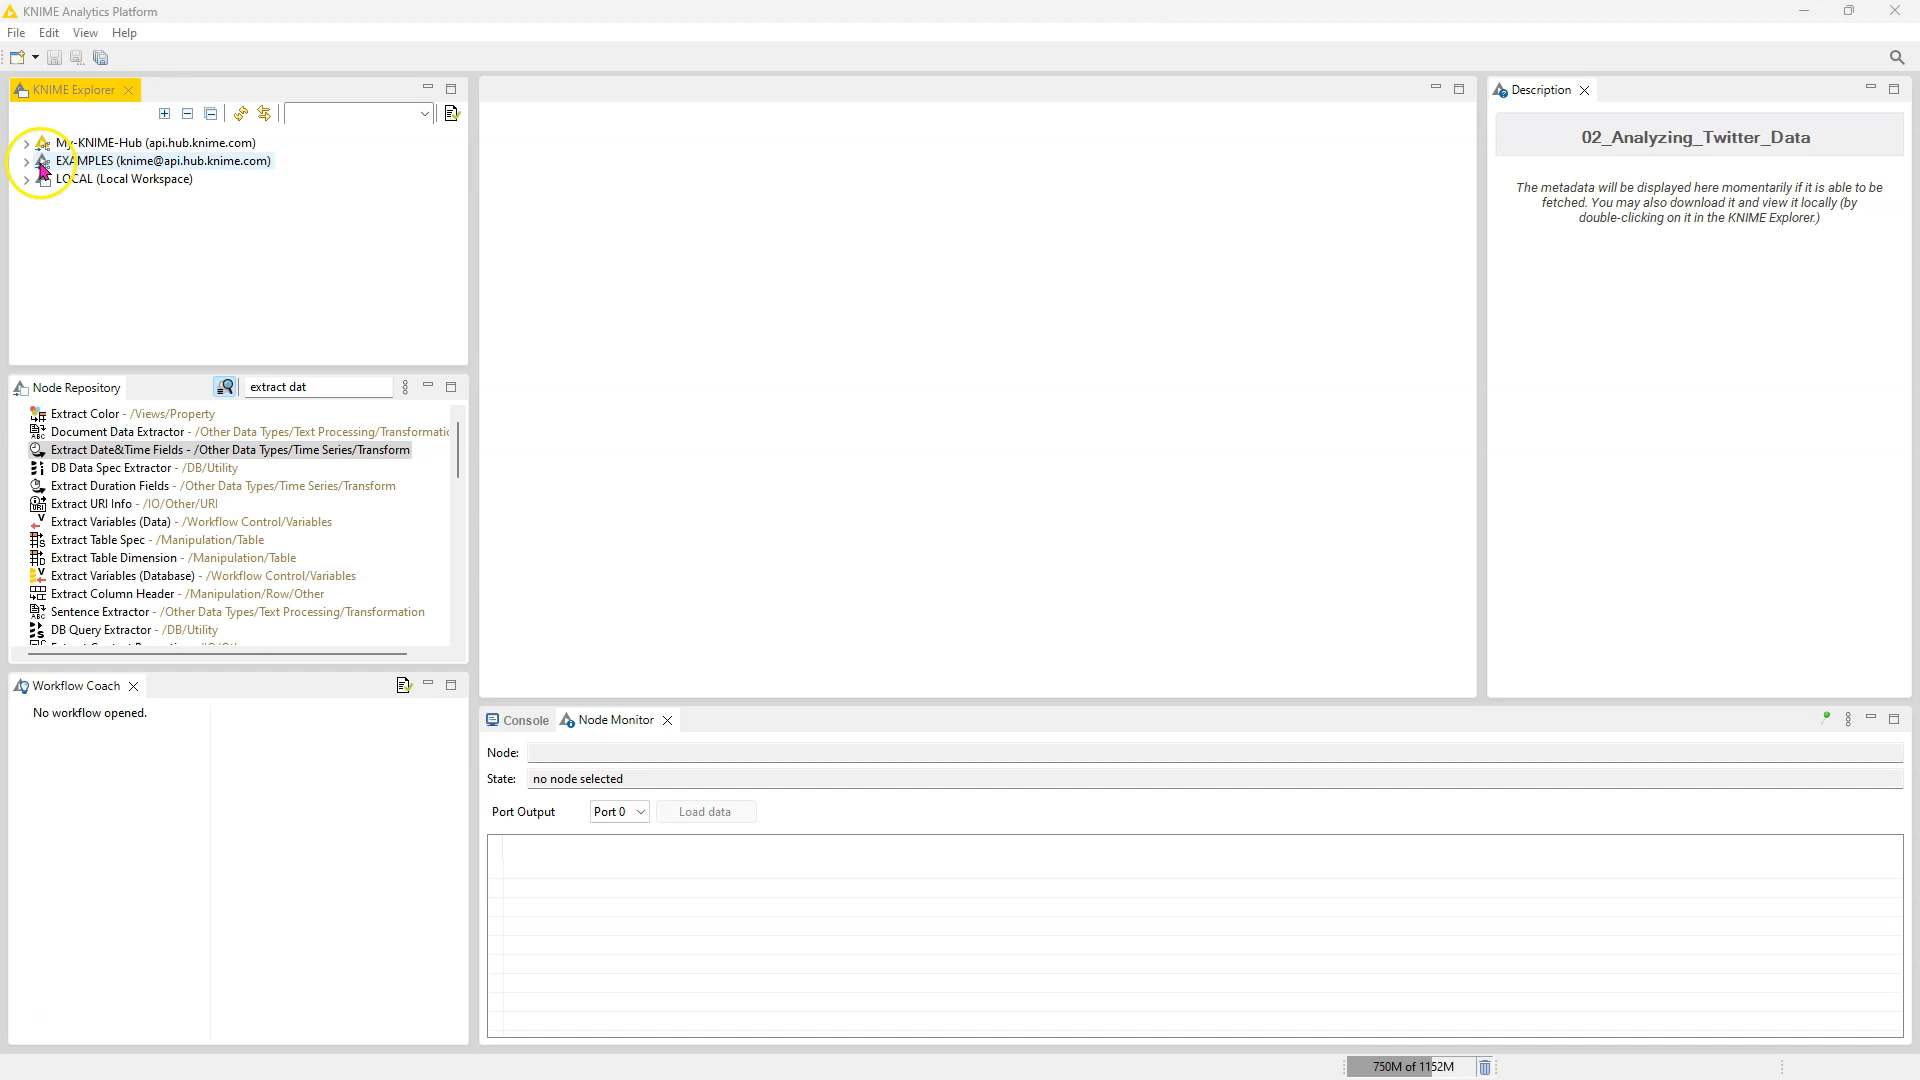 KNIME Analytics Platform
File Edit View Help
KNIME Explorer
My-KNIME-Hub (api.hub.knime.com)
EXAMPLES (knime@api.hub.knime.com)
LOCAL (Local Workspace)
Node Repository
extract dat
Extract Color - /Views/Property
Document Data Extractor - /Other Data Types/Text Processing/Transformatic
Extract Date&Time Fields - /Other Data Types/Time Series/Transform
DB Data Spec Extractor - /DB/Utility
Extract Duration Fields - /Other Data Types/Time Series/Transform
Extract URI Info - /IO/Other/URI
Extract Variables (Data) - /Workflow Control/Variables
Extract Table Spec - /Manipulation/Table
Extract Table Dimension - /Manipulation/Table
Extract Variables (Database) - /Workflow Control/Variables
Extract Column Header - /Manipulation/Row/Other
Sentence Extractor - /Other Data Types/Text Processing/Transformation
DB Query Extractor - /DB/Utility
Workflow Coach
No workflow opened.
Console
Node Monitor
Node:
State: no node selected
Port Output Port 0 Load data
Description
02_Analyzing_Twitter_Data
The metadata will be displayed here momentarily if it is able to be
fetched. You may also download it and view it locally (by
double-clicking on it in the KNIME Explorer.)
750M of 1152M